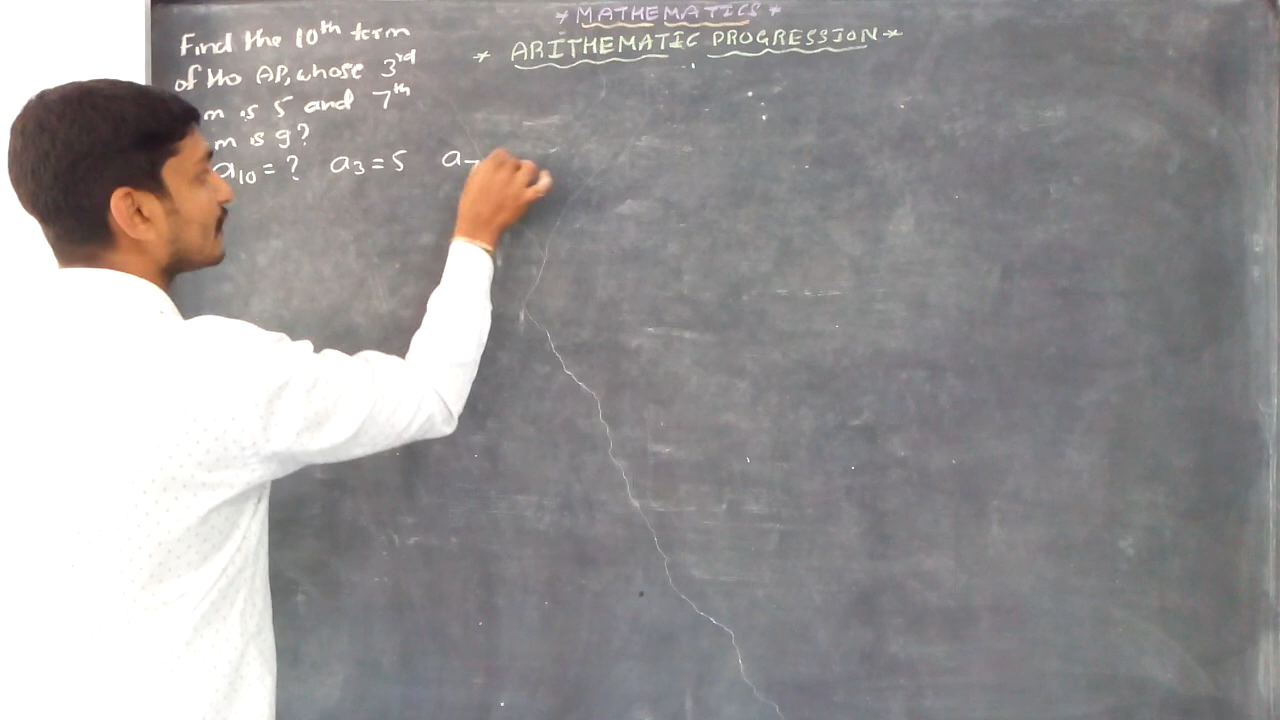 * MATHEMATICS *
* ARITHEMATIC PROGRESSION *
Find the 10th term
of the AP, whose 3rd
m is 5 and 7th
m is 9?
a10 = ? a3 = 5 a